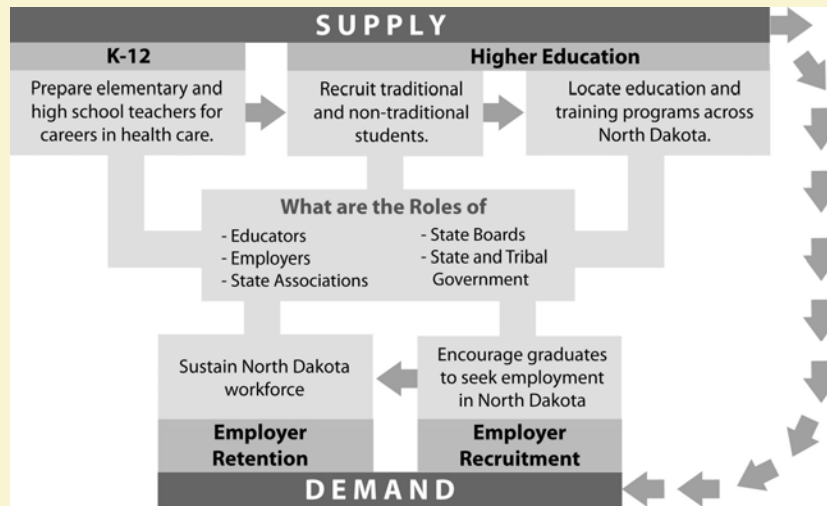 SUPPLY
K-12
Prepare elementary and
high school teachers for
careers in health care.
Higher Education
Recruit traditional
and non-traditional
students.
Locate education and
training programs across
North Dakota.
What are the Roles of
- Educators
- Employers
- State Associations
- State Boards
- State and Tribal
Government
Sustain North Dakota
workforce
Employer
Retention
Encourage graduates
to seek employment
in North Dakota
Employer
Recruitment
DEMAND